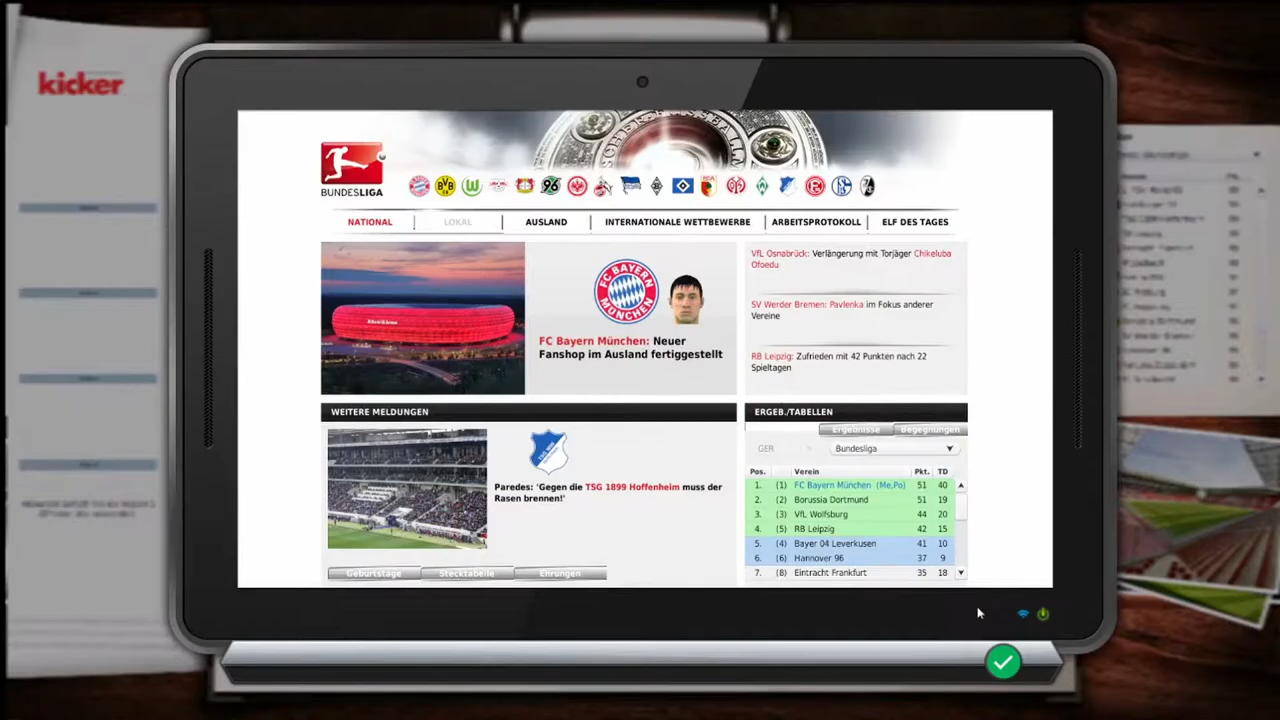 kicker
BUNDESLIGA
NATIONAL
LOKAL
AUSLAND
INTERNATIONALE WETTBEWERBE
ARBEITSPROTOKOLL
ELF DES TAGES
FC Bayern München: Neuer
Fanshop im Ausland fertiggestellt
VfL Osnabrück: Verlängerung mit Torjäger Chikeluba
Ofoedu
SV Werder Bremen: Pavlenka im Fokus anderer
Vereine
RB Leipzig: Zufrieden mit 42 Punkten nach 22
Spieltagen
WEITERE MELDUNGEN
Paredes: 'Gegen die TSG 1899 Hoffenheim muss der
Rasen brennen!'
Geburtstage
Stecktabelle
Ehrungen
ERGEB./TABELLEN
Ergebnisse
Begegnungen
GER
Bundesliga
Pos. Verein Pkt. TD
1. (1) FC Bayern München (Me,Po) 51 40
2. (2) Borussia Dortmund 51 19
3. (3) VfL Wolfsburg 44 20
4. (5) RB Leipzig 42 15
5. (4) Bayer 04 Leverkusen 41 10
6. (6) Hannover 96 37 9
7. (8) Eintracht Frankfurt 35 18